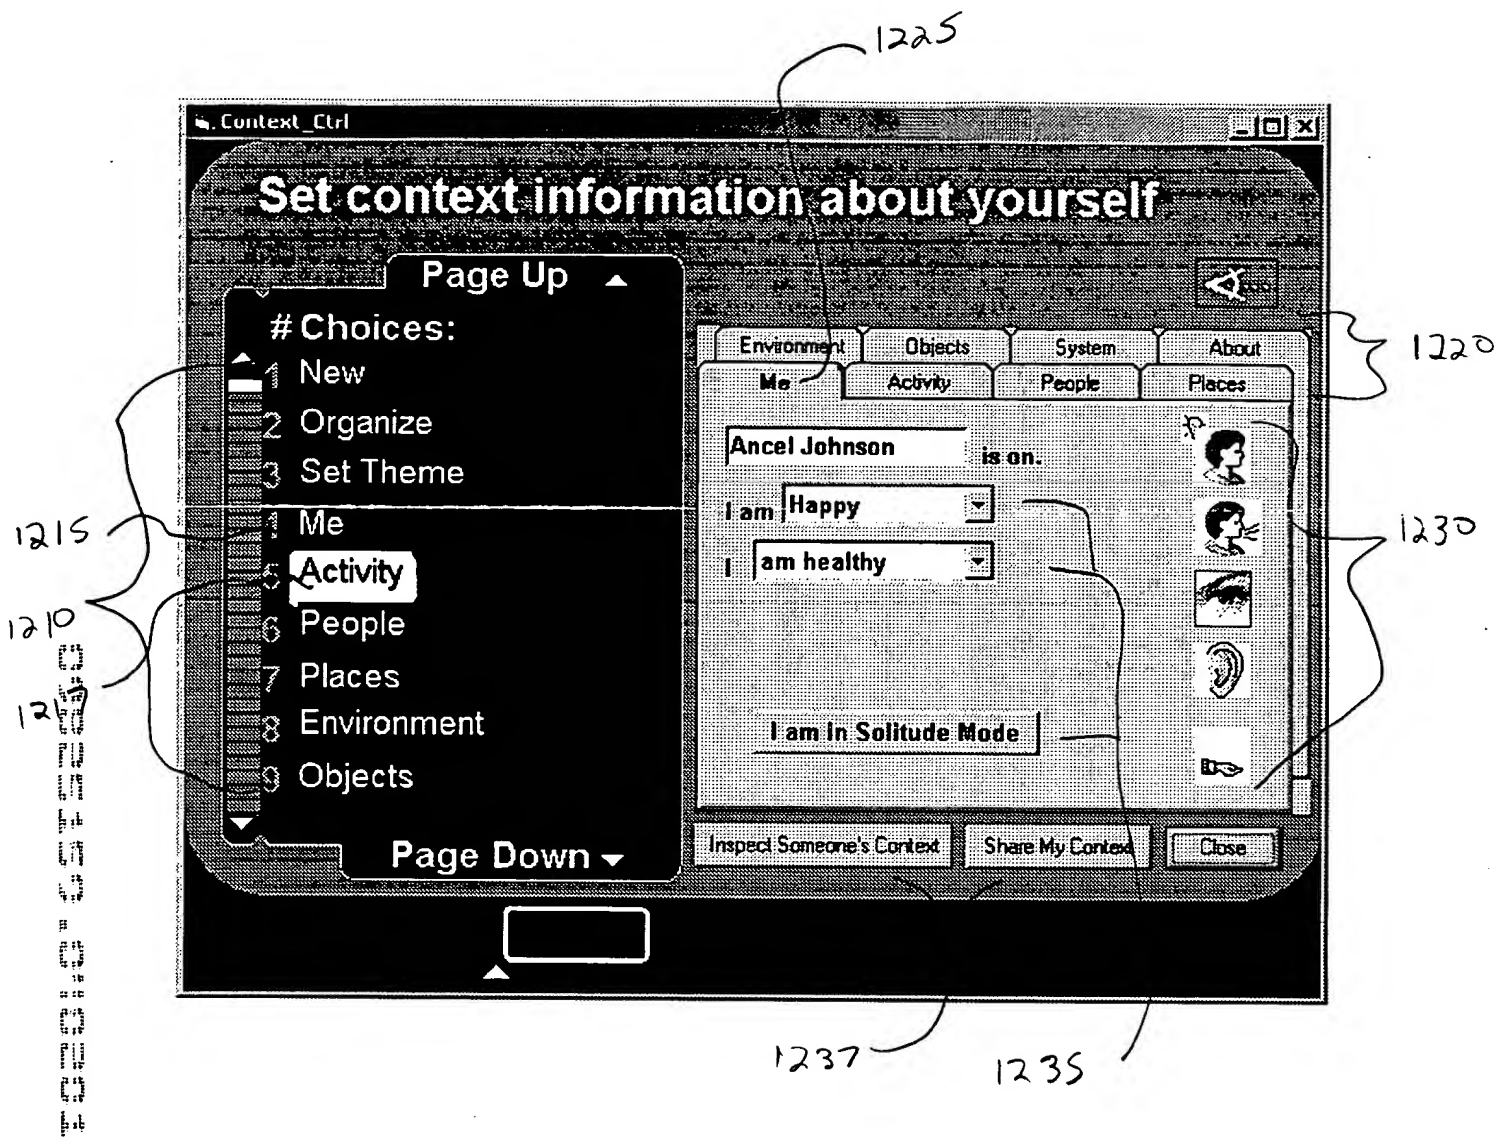 1225
Context_Ctrl
Set context information about yourself
Page Up
# Choices:
1 New
2 Organize
3 Set Theme
1 Me
5 Activity
6 People
7 Places
8 Environment
9 Objects
Page Down
Environment Objects System About
Me Activity People Places
Ancel Johnson is on.
I am Happy
I am healthy
I am In Solitude Mode
Inspect Someone's Context Share My Context Close
1220
1230
1215
1210
1237
1235